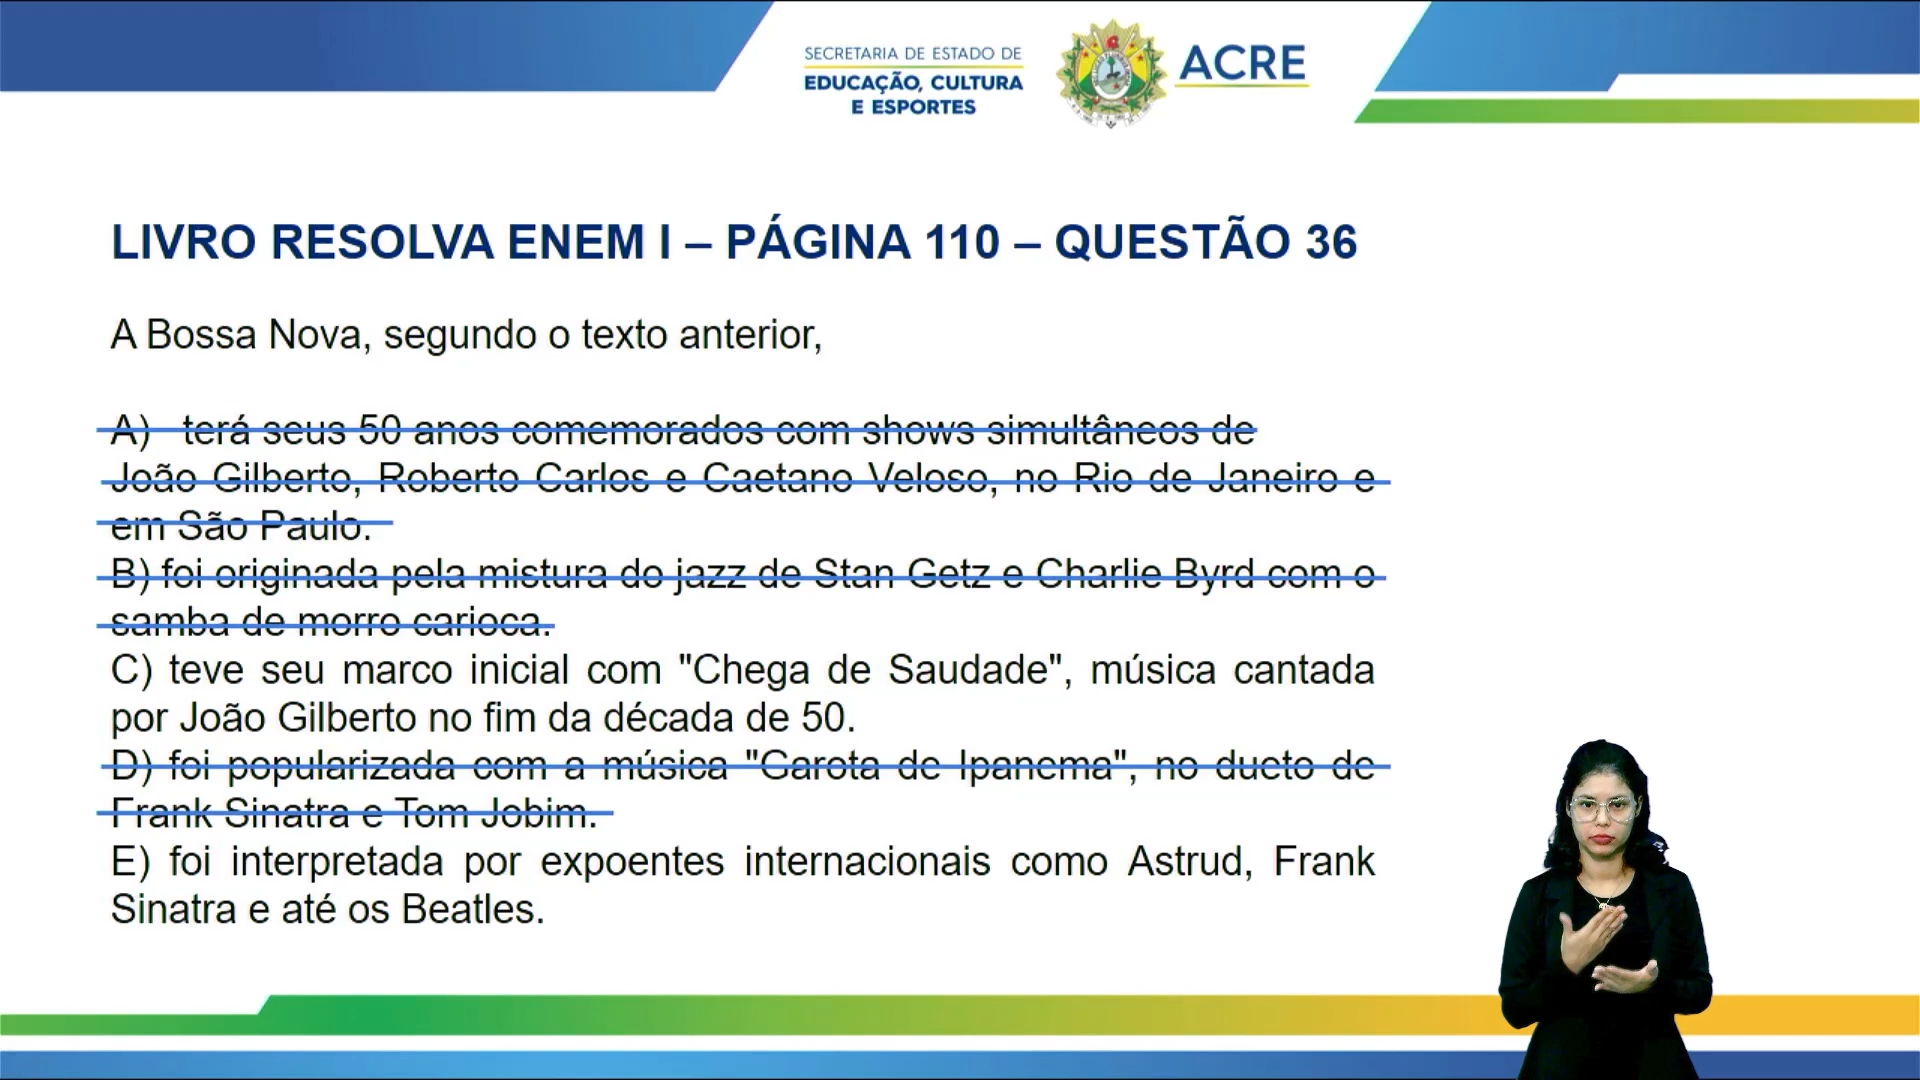 SECRETARIA DE ESTADO DE
EDUCAÇÃO, CULTURA
E ESPORTES
ACRE
LIVRO RESOLVA ENEM I – PÁGINA 110 – QUESTÃO 36
A Bossa Nova, segundo o texto anterior,
A) terá seus 50 anos comemorados com shows simultâneos de
João Gilberto, Roberto Carlos e Caetano Veloso, no Rio de Janeiro e
em São Paulo.
B) foi originada pela mistura do jazz de Stan Getz e Charlie Byrd com o
samba de morro carioca.
C) teve seu marco inicial com "Chega de Saudade", música cantada
por João Gilberto no fim da década de 50.
D) foi popularizada com a música "Garota de Ipanema", no dueto de
Frank Sinatra e Tom Jobim.
E) foi interpretada por expoentes internacionais como Astrud, Frank
Sinatra e até os Beatles.